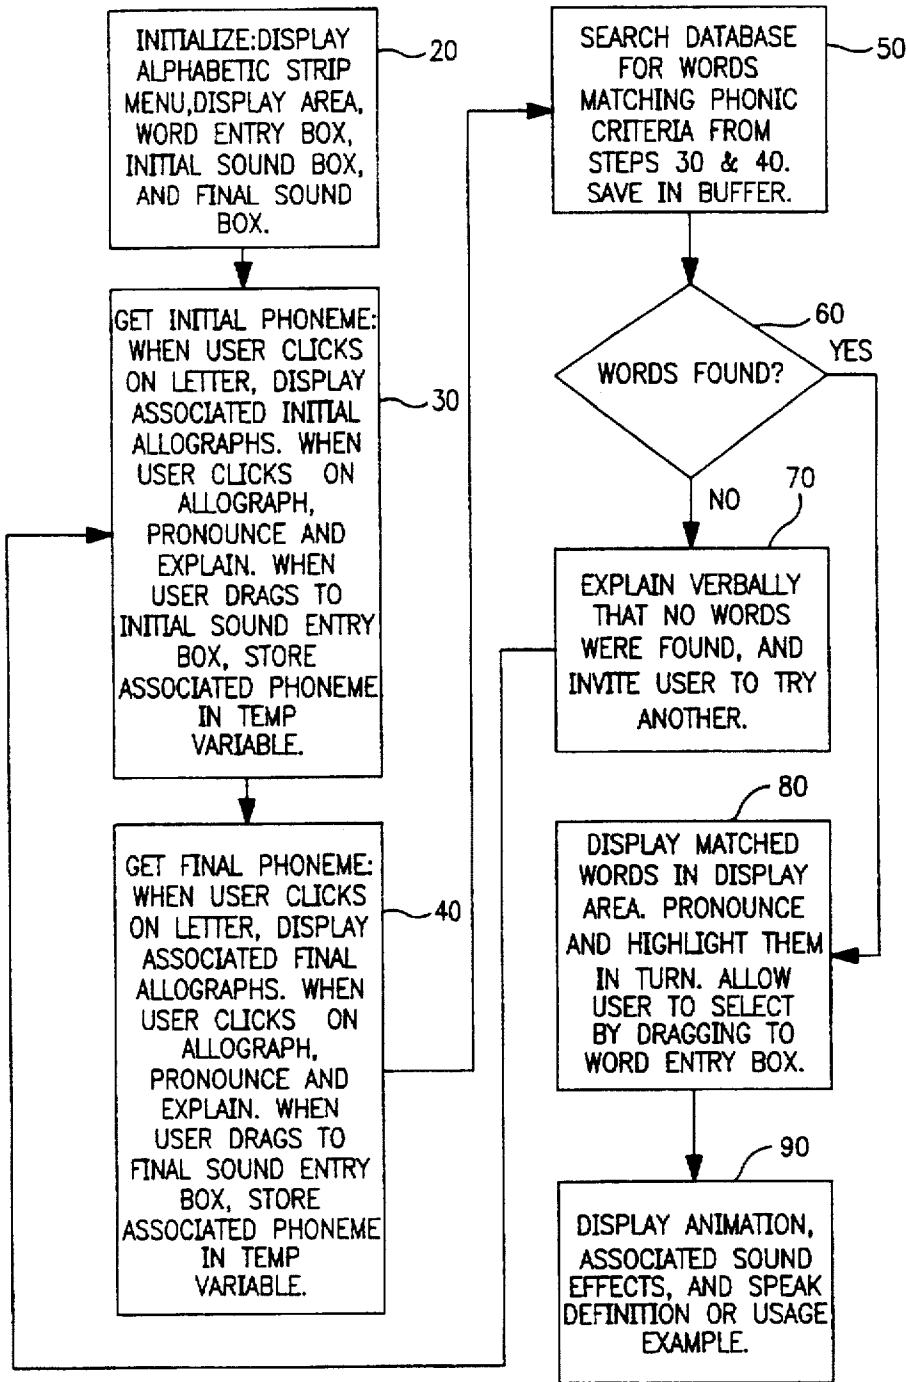 INITIALIZE:DISPLAY
ALPHABETIC STRIP
MENU,DISPLAY AREA,
WORD ENTRY BOX,
INITIAL SOUND BOX,
AND FINAL SOUND
BOX.
20
GET INITIAL PHONEME:
WHEN USER CLICKS
ON LETTER, DISPLAY
ASSOCIATED INITIAL
ALLOGRAPHS. WHEN
USER CLICKS ON
ALLOGRAPH,
PRONOUNCE AND
EXPLAIN. WHEN
USER DRAGS TO
INITIAL SOUND ENTRY
BOX, STORE
ASSOCIATED PHONEME
IN TEMP
VARIABLE.
30
GET FINAL PHONEME:
WHEN USER CLICKS
ON LETTER, DISPLAY
ASSOCIATED FINAL
ALLOGRAPHS. WHEN
USER CLICKS ON
ALLOGRAPH,
PRONOUNCE AND
EXPLAIN. WHEN
USER DRAGS TO
FINAL SOUND ENTRY
BOX, STORE
ASSOCIATED PHONEME
IN TEMP
VARIABLE.
40
SEARCH DATABASE
FOR WORDS
MATCHING PHONIC
CRITERIA FROM
STEPS 30 & 40.
SAVE IN BUFFER.
50
WORDS FOUND?
60
YES
NO
70
EXPLAIN VERBALLY
THAT NO WORDS
WERE FOUND, AND
INVITE USER TO TRY
ANOTHER.
80
DISPLAY MATCHED
WORDS IN DISPLAY
AREA. PRONOUNCE
AND HIGHLIGHT THEM
IN TURN. ALLOW
USER TO SELECT
BY DRAGGING TO
WORD ENTRY BOX.
90
DISPLAY ANIMATION,
ASSOCIATED SOUND
EFFECTS, AND SPEAK
DEFINITION OR USAGE
EXAMPLE.